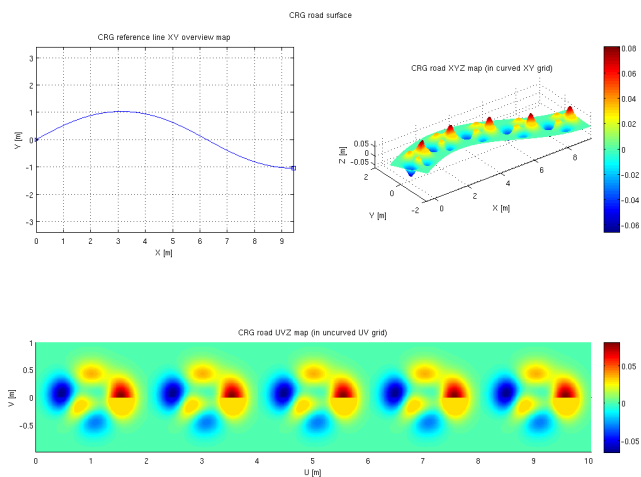 CRG road surface
CRG reference line XY overview map
3
2
1
0
-1
-2
-3
Y [m]
0 1 2 3 4 5 6 7 8 9
X [m]
CRG road XYZ map (in curved XY grid)
0.05
0
-0.05
Z [m]
2
0
-2
Y [m]
0 2 4 6 8
X [m]
0.08
0.06
0.04
0.02
0
-0.02
-0.04
-0.06
CRG road UVZ map (in uncurved UV grid)
1
0.5
0
-0.5
V [m]
0 1 2 3 4 5 6 7 8 9 10
U [m]
0.05
0
-0.05